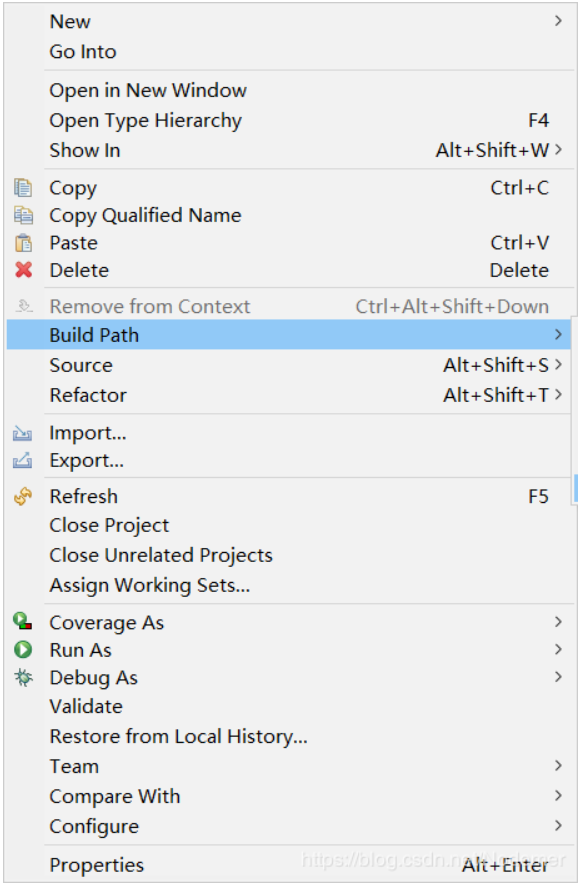 New >
Go Into
Open in New Window
Open Type Hierarchy F4
Show In Alt+Shift+W >
Copy Ctrl+C
Copy Qualified Name
Paste Ctrl+V
Delete Delete
Remove from Context Ctrl+Alt+Shift+Down
Build Path >
Source Alt+Shift+S >
Refactor Alt+Shift+T >
Import...
Export...
Refresh F5
Close Project
Close Unrelated Projects
Assign Working Sets...
Coverage As >
Run As >
Debug As >
Validate
Restore from Local History...
Team >
Compare With >
Configure >
Properties Alt+Enter